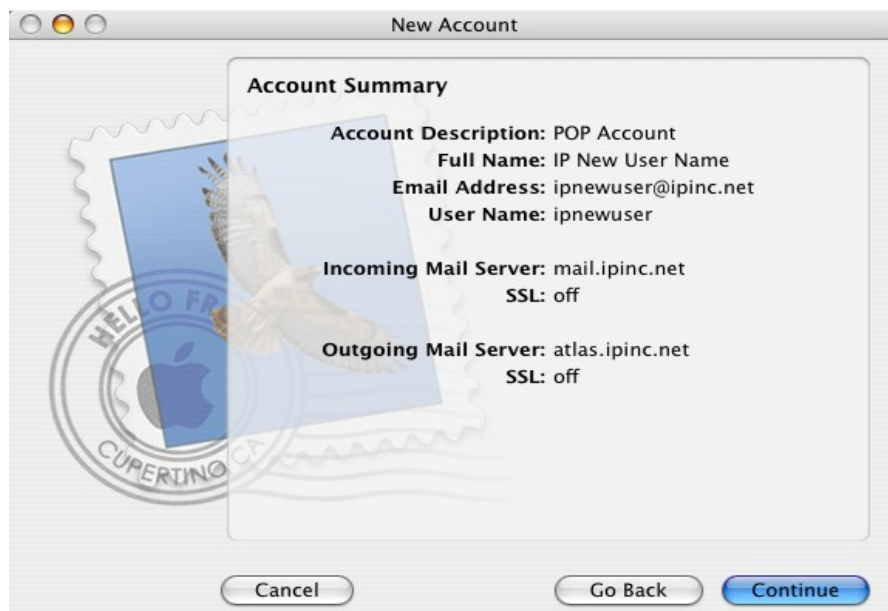 New Account
Account Summary
Account Description: POP Account
Full Name: IP New User Name
Email Address: ipnewuser@ipinc.net
User Name: ipnewuser
Incoming Mail Server: mail.ipinc.net
SSL: off
Outgoing Mail Server: atlas.ipinc.net
SSL: off
HELLO FR
CUPERTINO CA
Cancel
Go Back
Continue